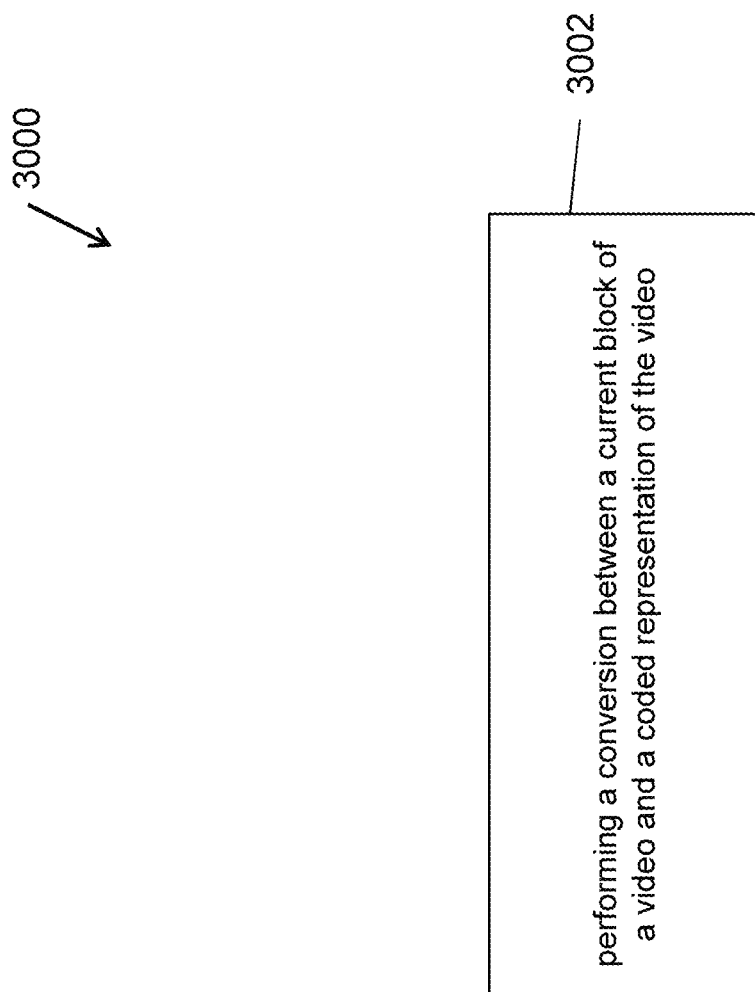 3000
3002
performing a conversion between a current block of
a video and a coded representation of the video